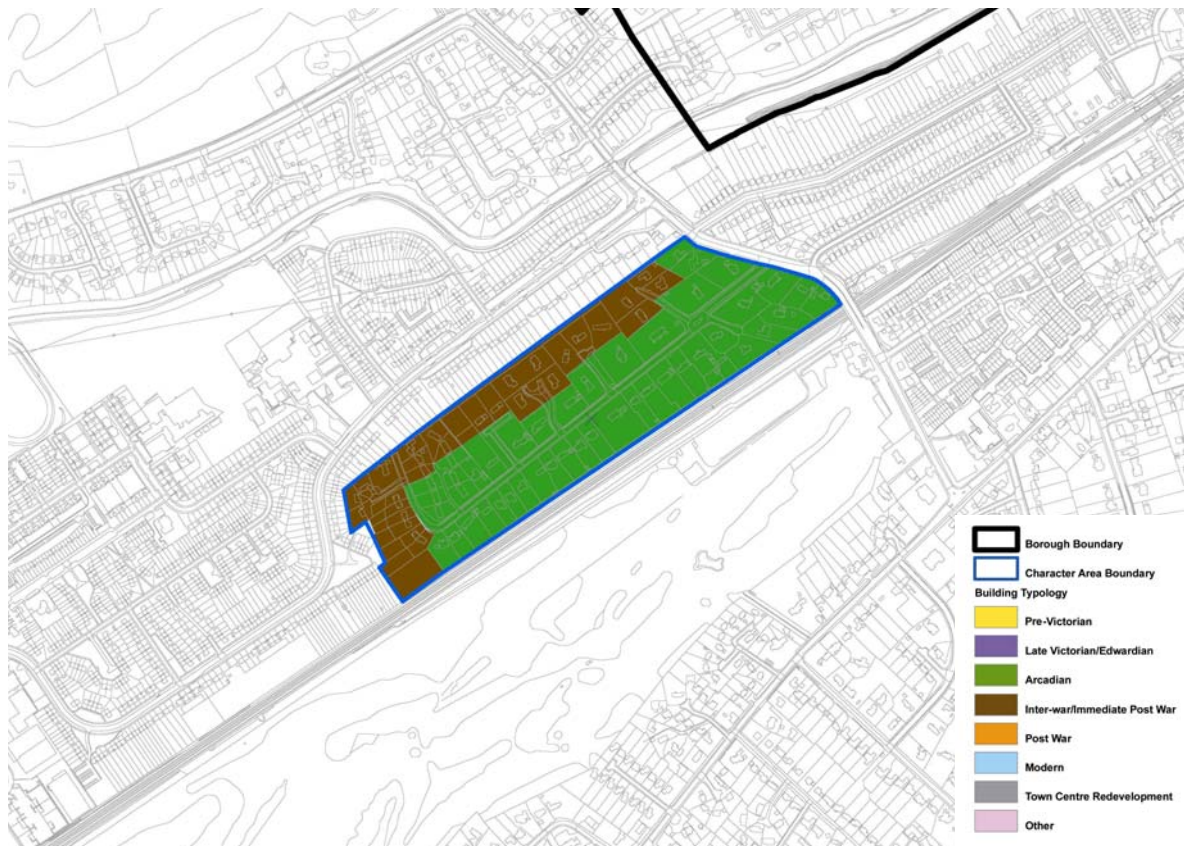 Borough Boundary
Character Area Boundary
Building Typology
Pre-Victorian
Late Victorian/Edwardian
Arcadian
Inter-war/Immediate Post War
Post War
Modern
Town Centre Redevelopment
Other